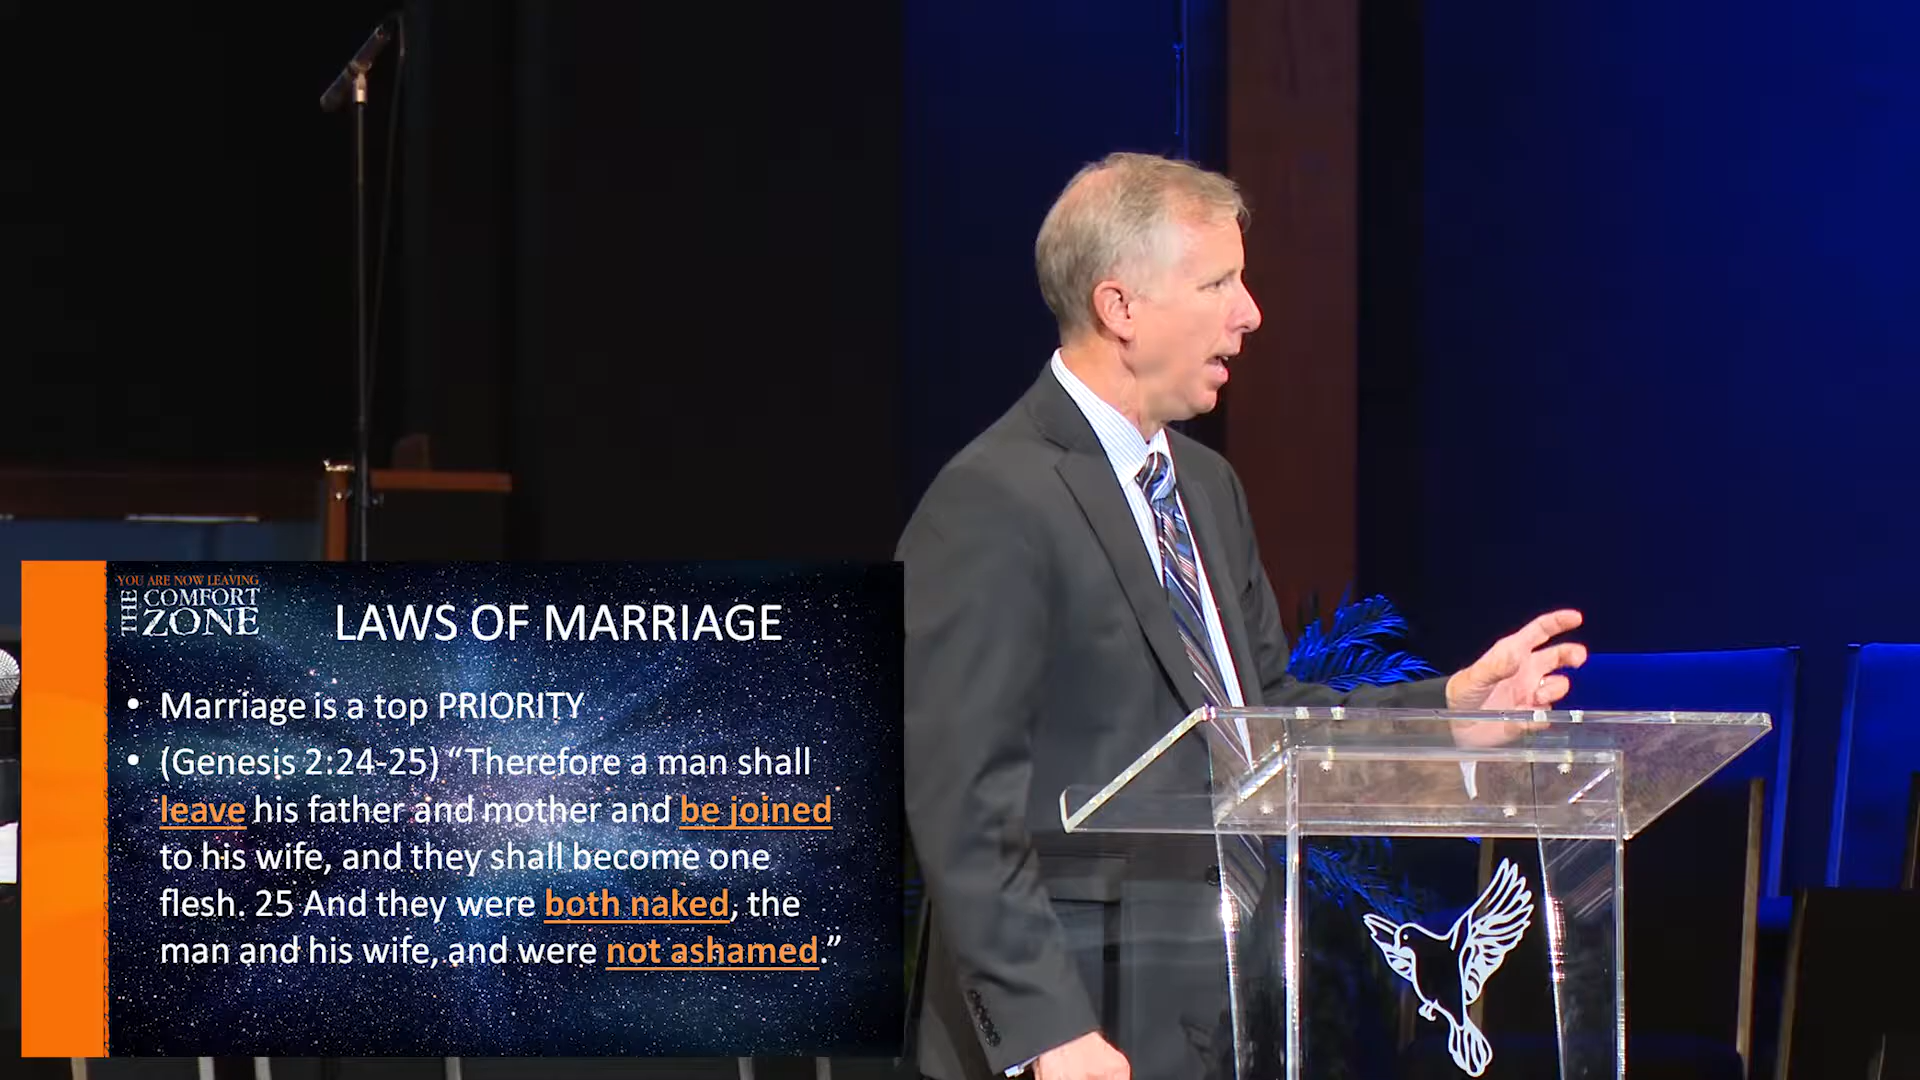 YOU ARE NOW LEAVING
THE COMFORT
ZONE
LAWS OF MARRIAGE
• Marriage is a top PRIORITY
• (Genesis 2:24-25) “Therefore a man shall
leave his father and mother and be joined
to his wife, and they shall become one
flesh. 25 And they were both naked, the
man and his wife, and were not ashamed.”